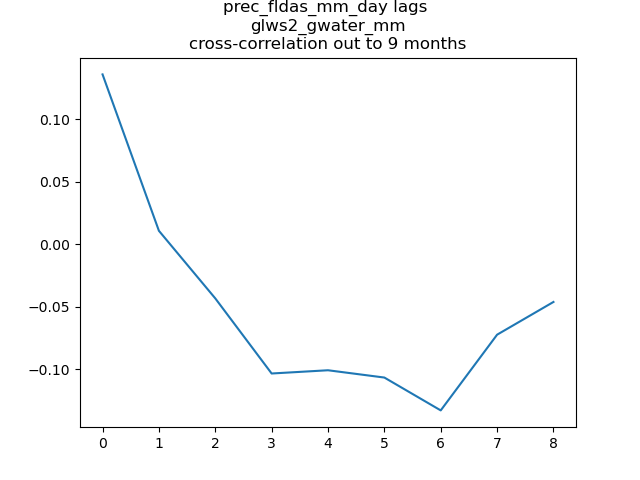 prec_fldas_mm_day lags
glws2_gwater_mm
cross-correlation out to 9 months
0.10
0.05
0.00
−0.05
−0.10
0 1 2 3 4 5 6 7 8